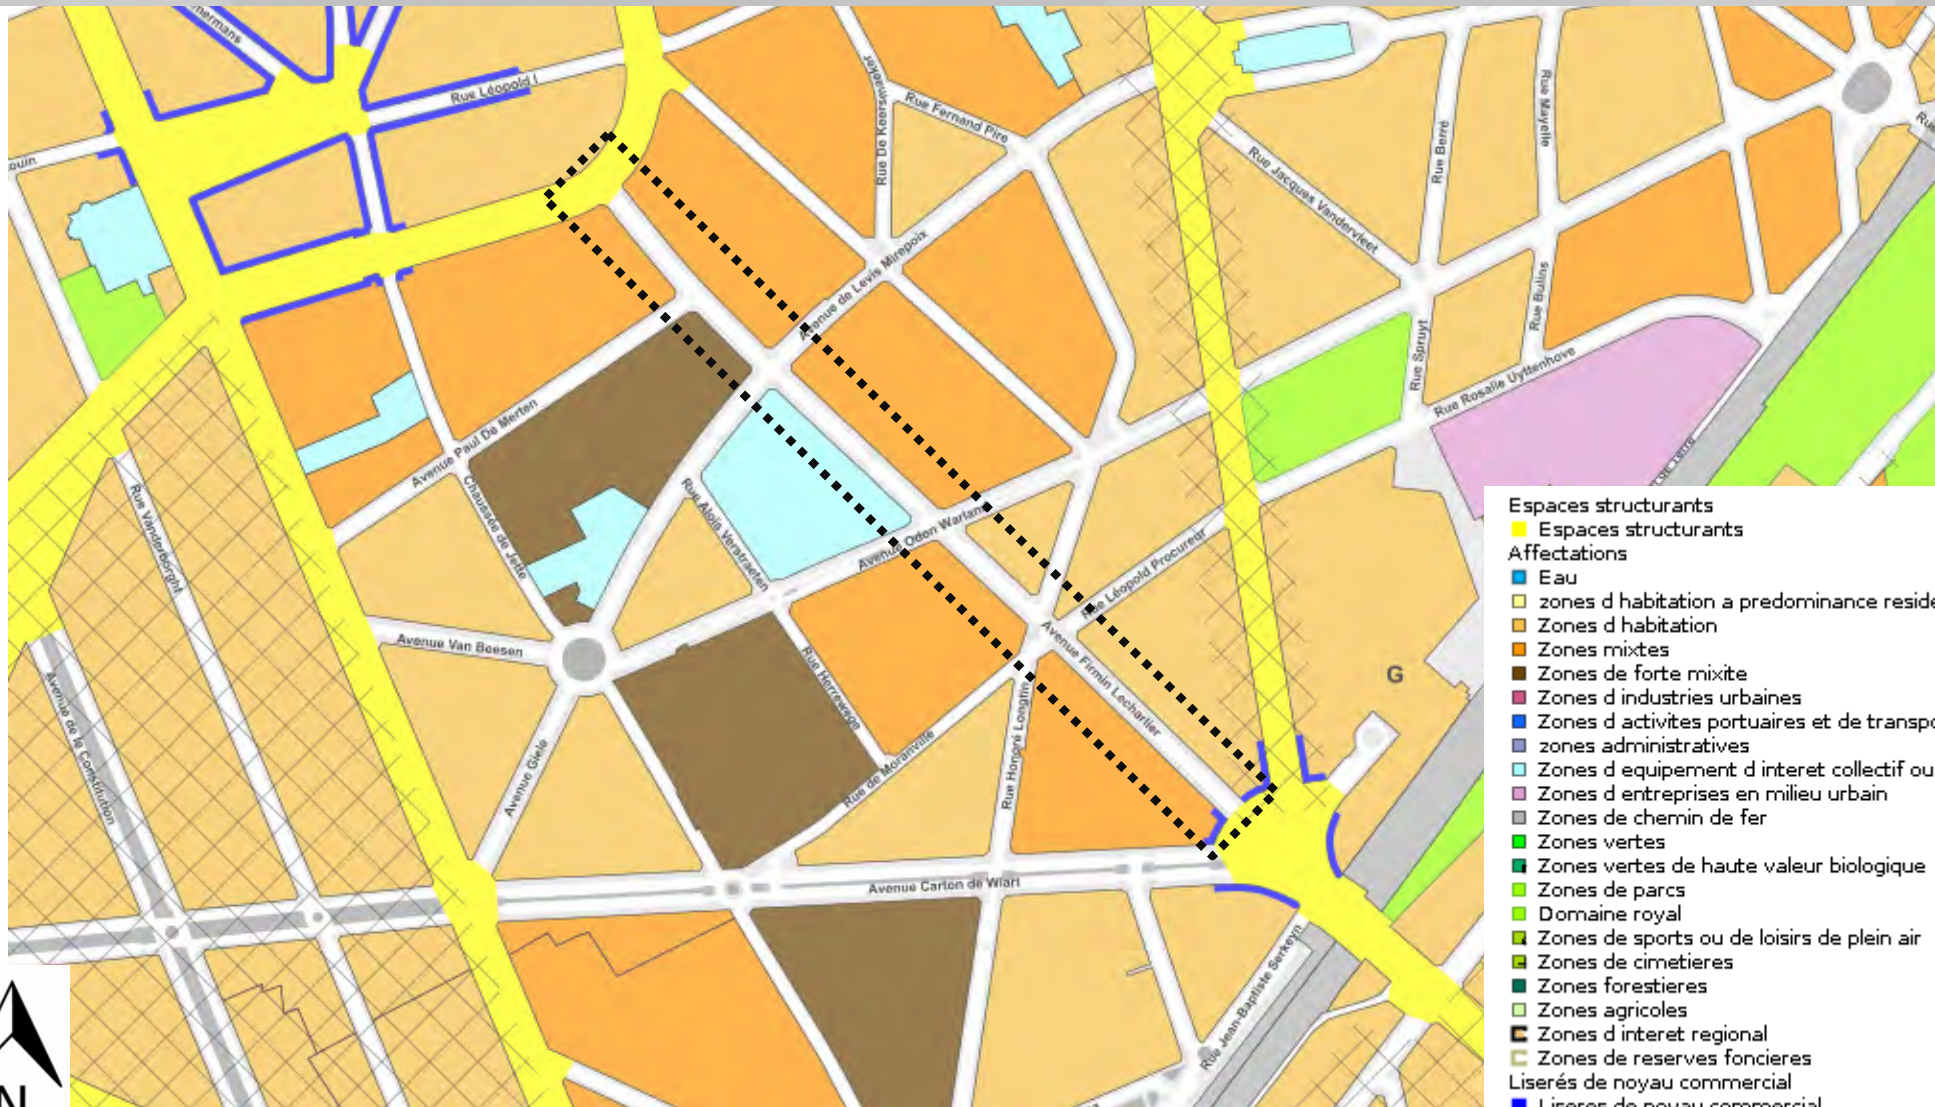 Rue Léopold I
Rue De Keersmaeker
Rue Fernand Pire
Rue Mayelle
Rue Berré
Rue Jacques Vandervleet
Avenue de Levis Mirepoix
Rue Bulins
Rue Spruyt
Rue Rosalie Uyttenhove
Avenue Paul De Merten
Rue Vanderborght
Chaussée de Jette
Rue Alois Verstraeten
Avenue Odon Warland
Rue Léopold Procureur
Avenue Van Beesen
Avenue Firmin Lecharlier
G
Rue Herrewege
Avenue de la Constitution
Avenue Giele
Rue de Moranville
Rue Honoré Longtin
Avenue Carton de Wiart
Rue Jean-Baptiste Serkeyn
N
Espaces structurants
Espaces structurants
Affectations
Eau
zones d habitation a predominance reside
Zones d habitation
Zones mixtes
Zones de forte mixite
Zones d industries urbaines
Zones d activites portuaires et de transpo
zones administratives
Zones d equipement d interet collectif ou
Zones d entreprises en milieu urbain
Zones de chemin de fer
Zones vertes
Zones vertes de haute valeur biologique
Zones de parcs
Domaine royal
Zones de sports ou de loisirs de plein air
Zones de cimetieres
Zones forestieres
Zones agricoles
Zones d interet regional
Zones de reserves foncieres
Liserés de noyau commercial
Liseres de noyau commercial